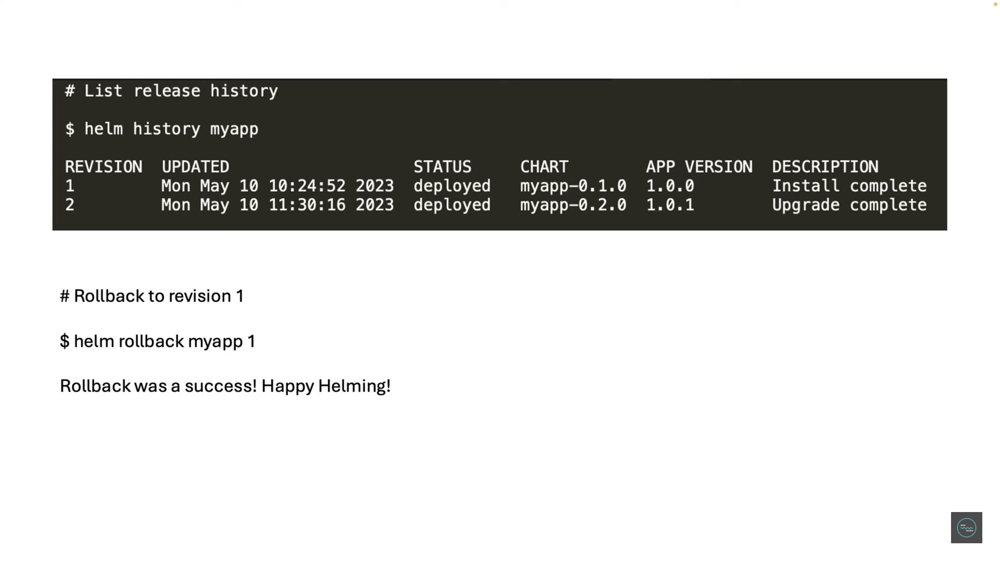 # List release history
$ helm history myapp
REVISION UPDATED STATUS CHART APP VERSION DESCRIPTION
1 Mon May 10 10:24:52 2023 deployed myapp-0.1.0 1.0.0 Install complete
2 Mon May 10 11:30:16 2023 deployed myapp-0.2.0 1.0.1 Upgrade complete
# Rollback to revision 1
$ helm rollback myapp 1
Rollback was a success! Happy Helming!
Java
Techie